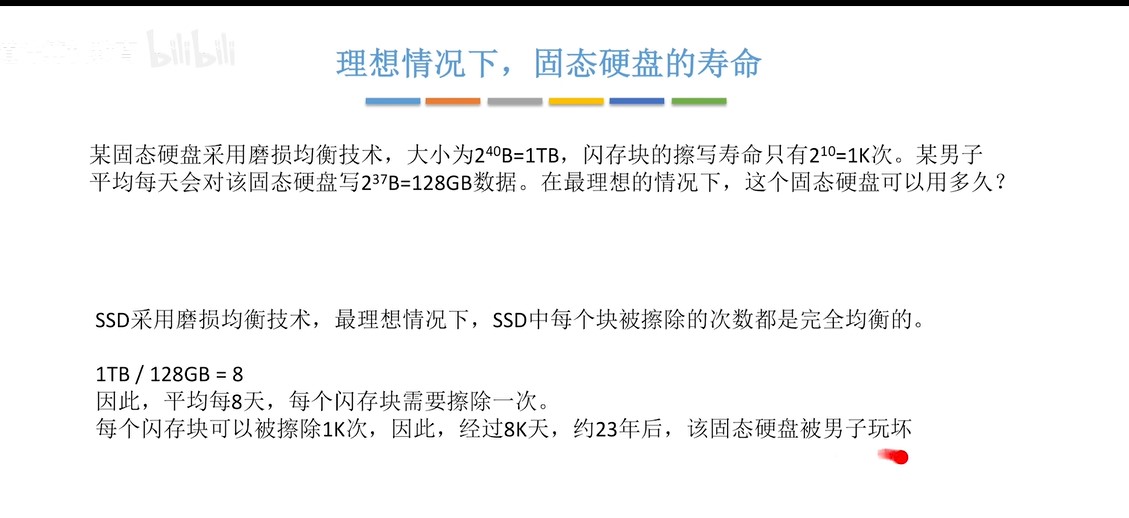 bilibili
理想情况下，固态硬盘的寿命
某固态硬盘采用磨损均衡技术，大小为2⁴⁰B=1TB，闪存块的擦写寿命只有2¹⁰=1K次。某男子
平均每天会对该固态硬盘写2³⁷B=128GB数据。在最理想的情况下，这个固态硬盘可以用多久？
SSD采用磨损均衡技术，最理想情况下，SSD中每个块被擦除的次数都是完全均衡的。
1TB / 128GB = 8
因此，平均每8天，每个闪存块需要擦除一次。
每个闪存块可以被擦除1K次，因此，经过8K天，约23年后，该固态硬盘被男子玩坏